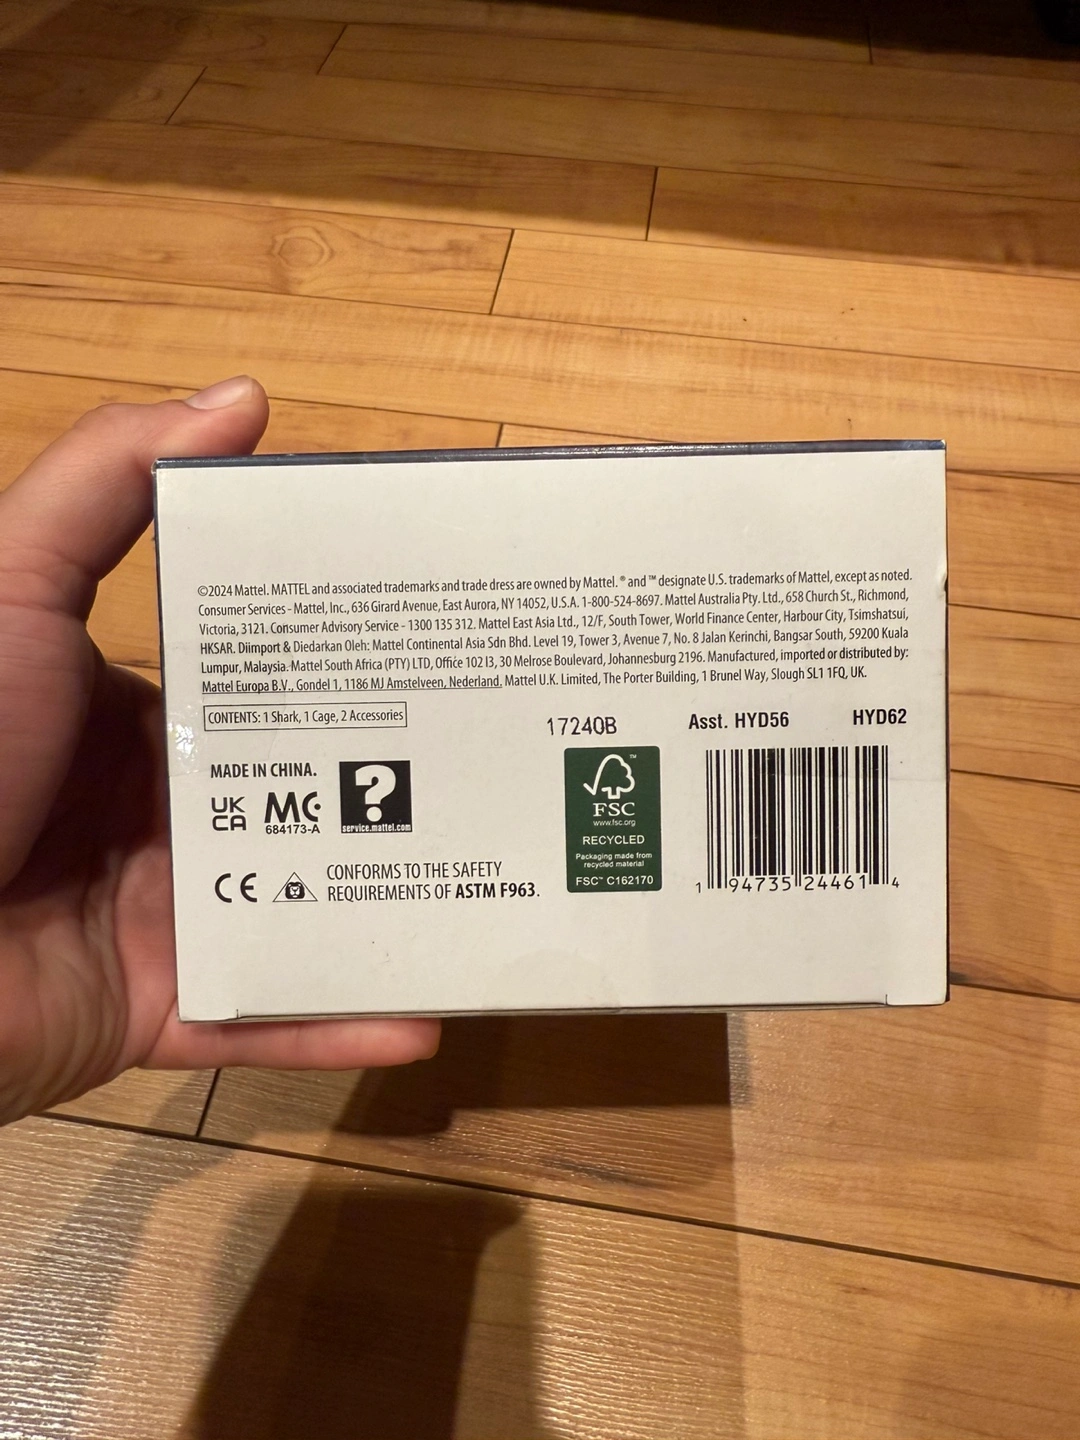 ©2024 Mattel. MATTEL and associated trademarks and trade dress are owned by Mattel. ® and ™ designate U.S. trademarks of Mattel, except as noted.
Consumer Services - Mattel, Inc., 636 Girard Avenue, East Aurora, NY 14052, U.S.A. 1-800-524-8697. Mattel Australia Pty. Ltd., 658 Church St., Richmond,
Victoria, 3121. Consumer Advisory Service - 1300 135 312. Mattel East Asia Ltd., 12/F, South Tower, World Finance Center, Harbour City, Tsimshatsui,
HKSAR. Diimport & Diedarkan Oleh: Mattel Continental Asia Sdn Bhd. Level 19, Tower 3, Avenue 7, No. 8 Jalan Kerinchi, Bangsar South, 59200 Kuala
Lumpur, Malaysia. Mattel South Africa (PTY) LTD, Office 102 I3, 30 Melrose Boulevard, Johannesburg 2196. Manufactured, imported or distributed by:
Mattel Europa B.V., Gondel 1, 1186 MJ Amstelveen, Nederland. Mattel U.K. Limited, The Porter Building, 1 Brunel Way, Slough SL1 1FQ, UK.
CONTENTS: 1 Shark, 1 Cage, 2 Accessories
17240B
Asst. HYD56
HYD62
MADE IN CHINA.
UK
CA
MC
684173-A
?
service.mattel.com
CE
CONFORMS TO THE SAFETY
REQUIREMENTS OF ASTM F963.
™
FSC
www.fsc.org
RECYCLED
Packaging made from
recycled material
FSC™ C162170
1 94735 24461 4